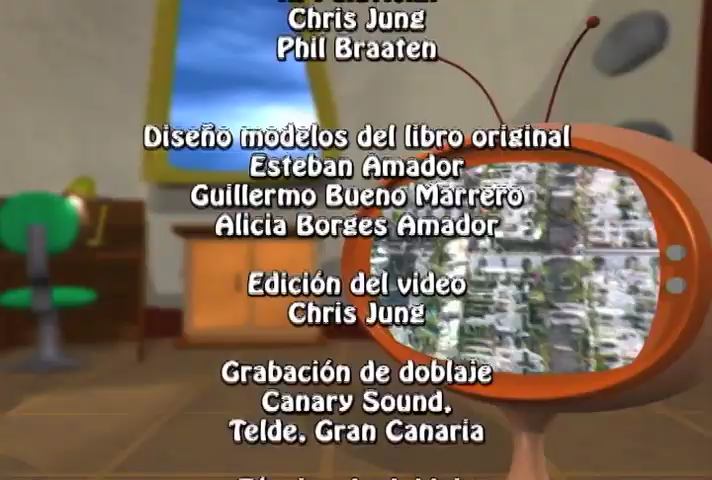 Chris Jung
Phil Braaten
Diseño modelos del libro original
Esteban Amador
Guillermo Bueno Marrero
Alicia Borges Amador
Edición del video
Chris Jung
Grabación de doblaje
Canary Sound,
Telde, Gran Canaria